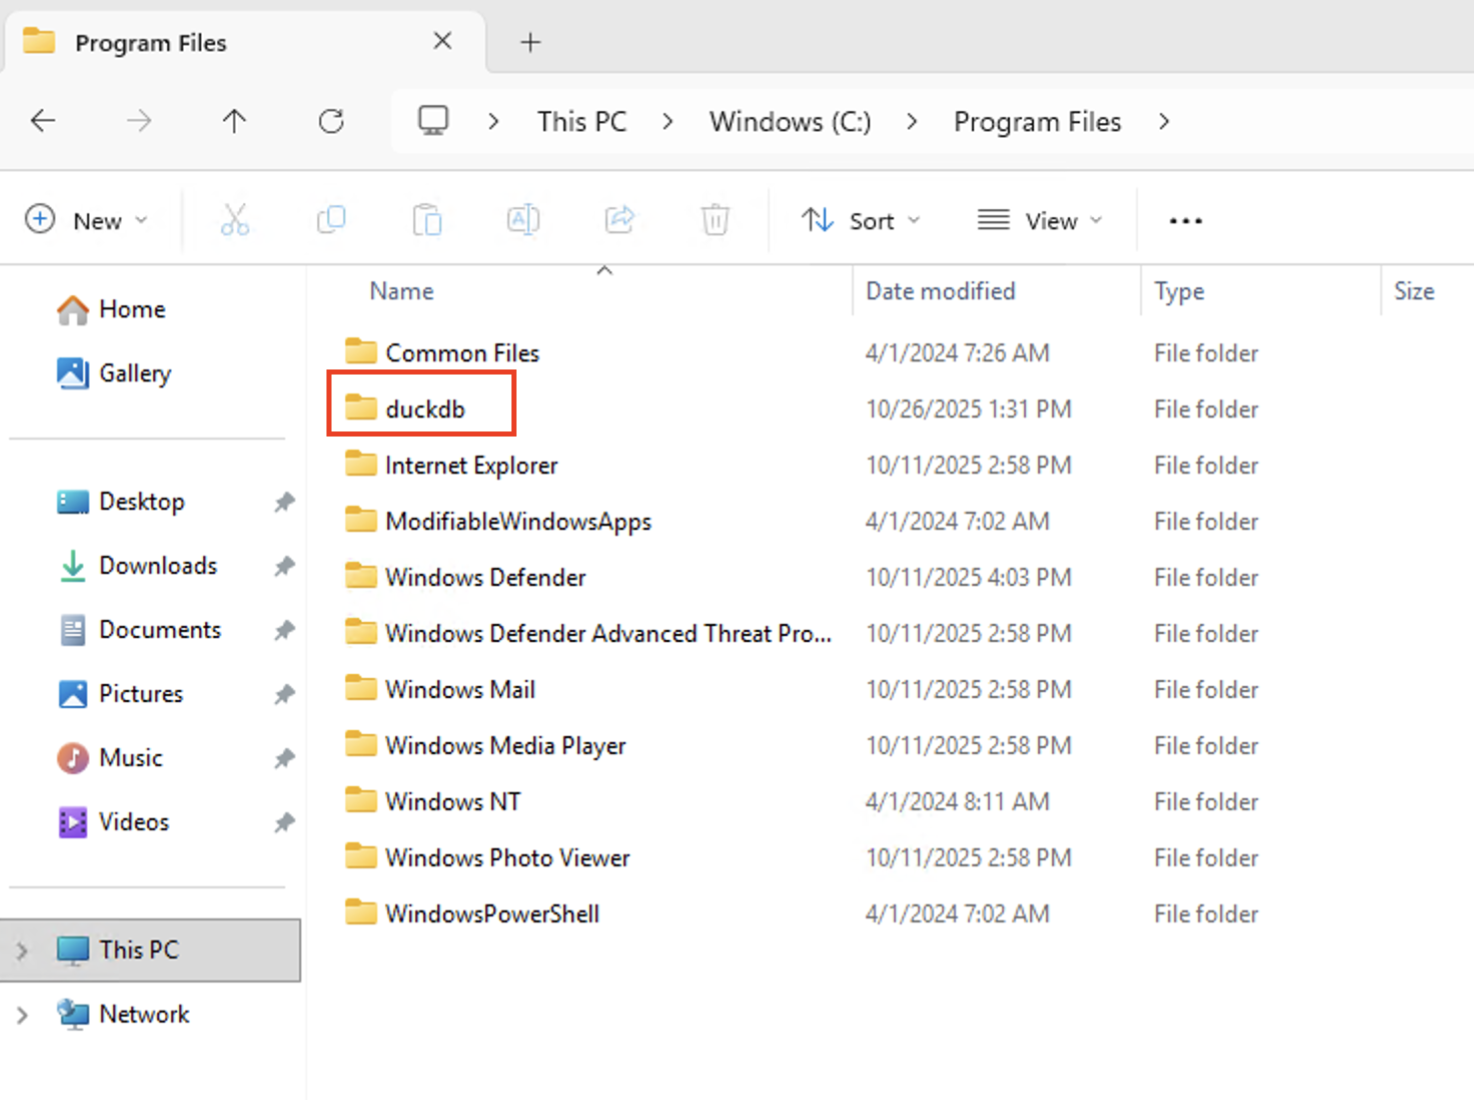 Program Files
This PC > Windows (C:) > Program Files >
New Sort View ...
Name Date modified Type Size
Home
Gallery
Desktop
Downloads
Documents
Pictures
Music
Videos
This PC
Network
Common Files 4/1/2024 7:26 AM File folder
duckdb 10/26/2025 1:31 PM File folder
Internet Explorer 10/11/2025 2:58 PM File folder
ModifiableWindowsApps 4/1/2024 7:02 AM File folder
Windows Defender 10/11/2025 4:03 PM File folder
Windows Defender Advanced Threat Pro... 10/11/2025 2:58 PM File folder
Windows Mail 10/11/2025 2:58 PM File folder
Windows Media Player 10/11/2025 2:58 PM File folder
Windows NT 4/1/2024 8:11 AM File folder
Windows Photo Viewer 10/11/2025 2:58 PM File folder
WindowsPowerShell 4/1/2024 7:02 AM File folder